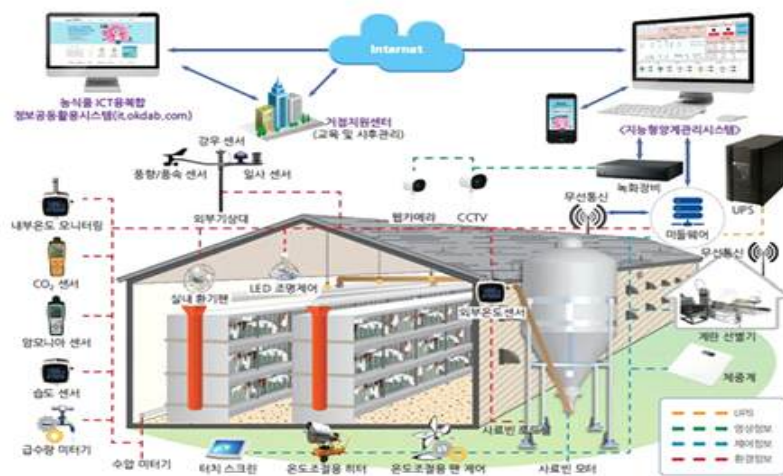 Internet
농식품 ICT융복합
정보공동활용시스템(it.okdab.com)
거점지원센터
(교육 및 사후관리)
<지능형양계관리시스템>
강우 센서
풍향/풍속 센서
일사 센서
외부기상대
웹카메라
CCTV
녹화장비
무선통신
미들웨어
UPS
내부온도 모니터링
CO₂ 센서
암모니아 센서
습도 센서
급수량 미터기
수압 미터기
실내 환기팬
LED 조명제어
외부온도센서
무선통신
계란 선별기
체중계
터치 스크린
온도조절용 히터
온도조절용 팬 제어
사료빈
사료빈 모터
UPS
영상정보
제어정보
환경정보